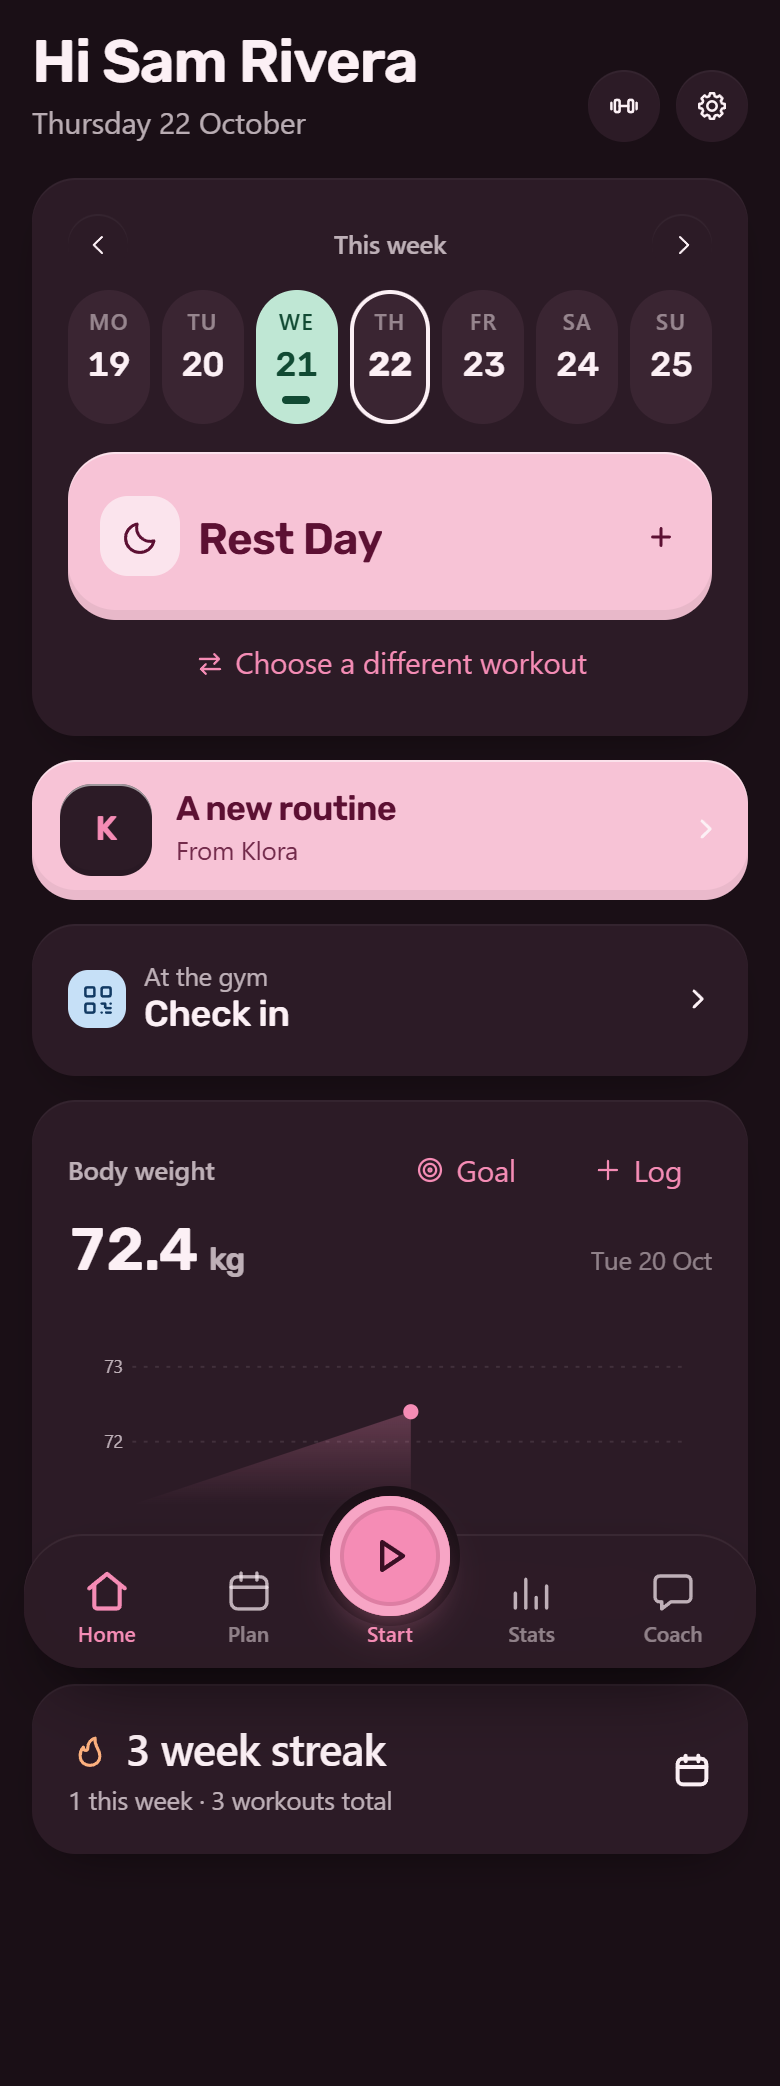 Hi Sam Rivera
Thursday 22 October
This week
MO TU WE TH FR SA SU
19 20 21 22 23 24 25
Rest Day
Choose a different workout
K
A new routine
From Klora
At the gym
Check in
Body weight Goal Log
72.4 kg Tue 20 Oct
73
72
Home Plan Start Stats Coach
3 week streak
1 this week · 3 workouts total